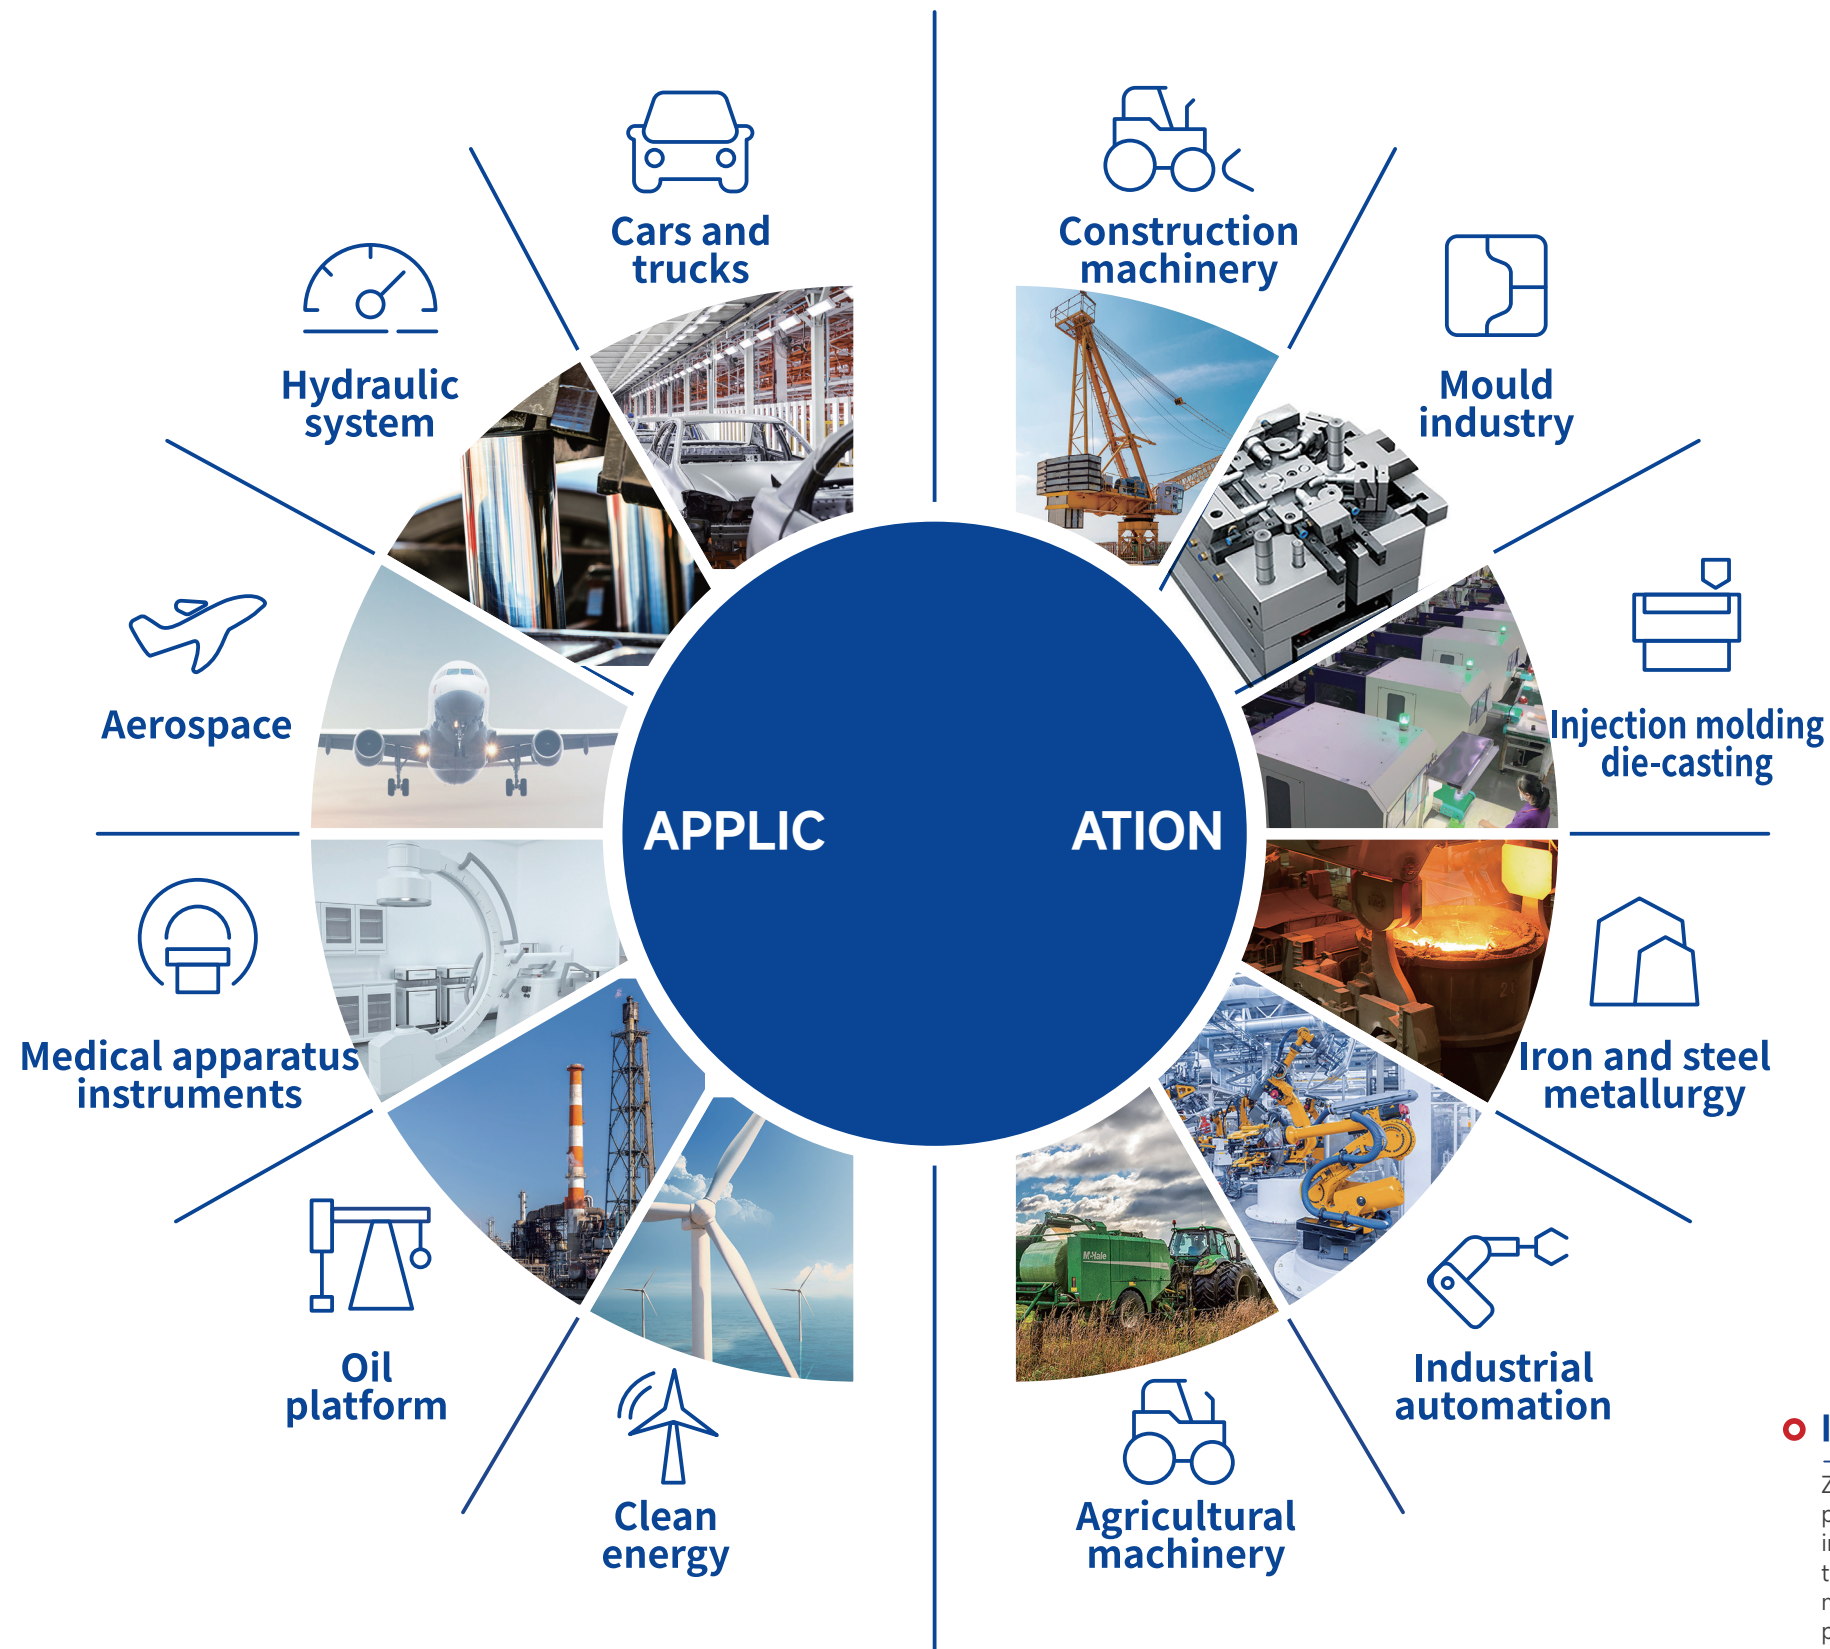 Cars and
trucks
Construction
machinery
Hydraulic
system
Mould
industry
Aerospace
Injection molding
die-casting
APPLIC
ATION
Medical apparatus
instruments
Iron and steel
metallurgy
Oil
platform
Industrial
automation
Clean
energy
Agricultural
machinery
McHale